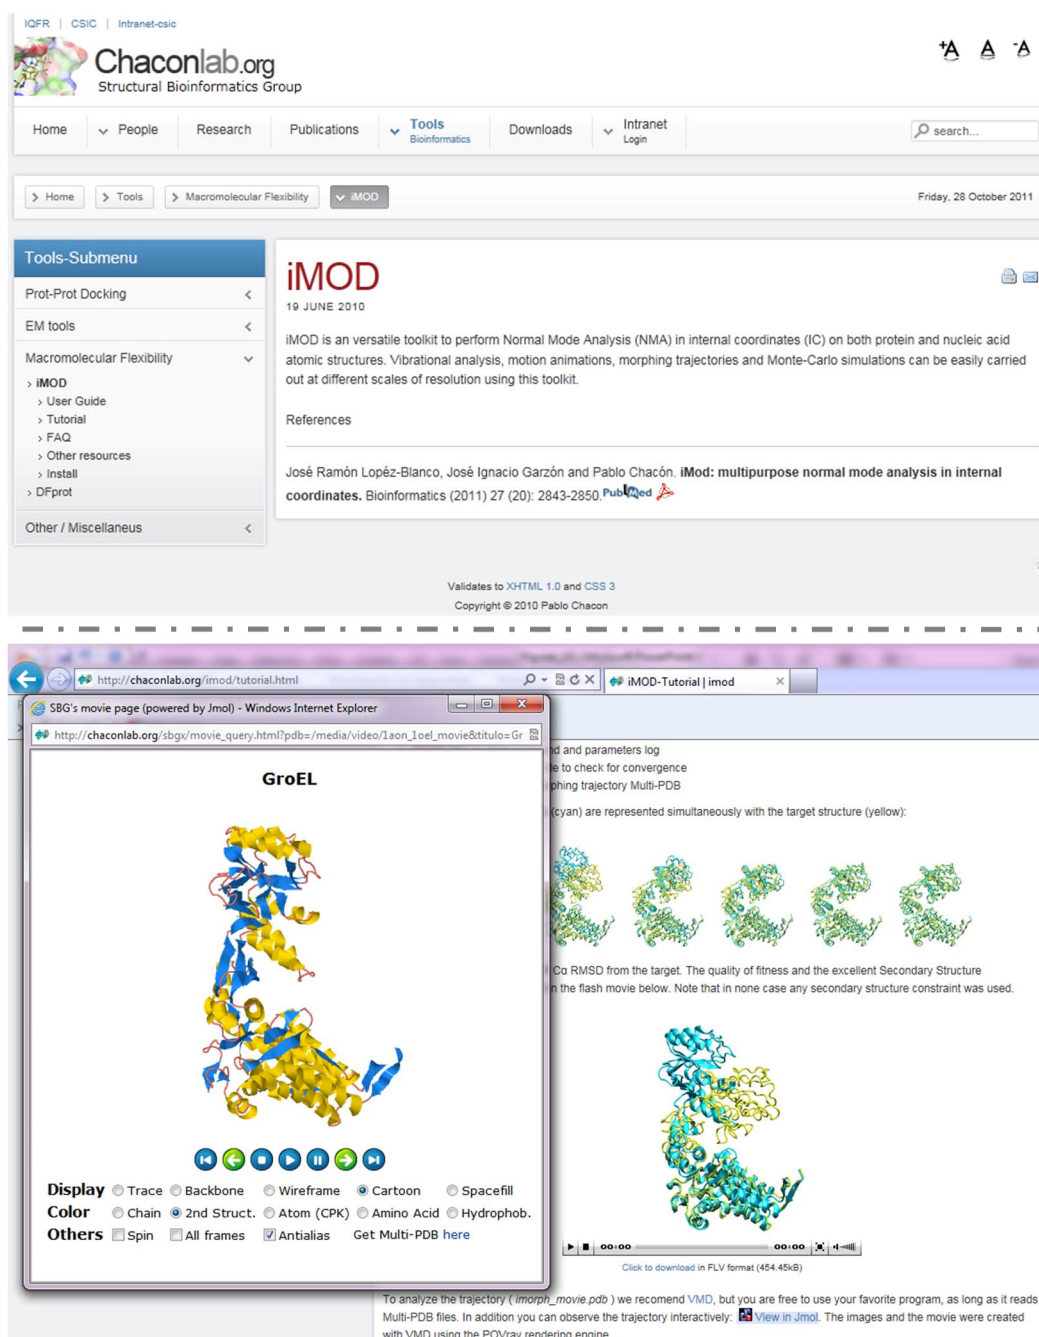 IQFR | CSIC | Intranet-csic
Chaconlab.org
Structural Bioinformatics Group
+A A -A
Home People Research Publications Tools Downloads Intranet search...
Bioinformatics Login
Home Tools Macromolecular Flexibility iMOD Friday, 28 October 2011
Tools-Submenu
Prot-Prot Docking
EM tools
Macromolecular Flexibility
iMOD
User Guide
Tutorial
FAQ
Other resources
Install
DFprot
Other / Miscellaneus
iMOD
19 JUNE 2010
iMOD is an versatile toolkit to perform Normal Mode Analysis (NMA) in internal coordinates (IC) on both protein and nucleic acid
atomic structures. Vibrational analysis, motion animations, morphing trajectories and Monte-Carlo simulations can be easily carried
out at different scales of resolution using this toolkit.
References
José Ramón Lopéz-Blanco, José Ignacio Garzón and Pablo Chacón. iMod: multipurpose normal mode analysis in internal
coordinates. Bioinformatics (2011) 27 (20): 2843-2850. PubMed
Validates to XHTML 1.0 and CSS 3
Copyright @ 2010 Pablo Chacon
http://chaconlab.org/imod/tutorial.html iMOD-Tutorial | imod
SBG's movie page (powered by Jmol) - Windows Internet Explorer
http://chaconlab.org/sbgx/movie_query.html?pdb=/media/video/1aon_1oel_movie&titulo=Gr
GroEL
Display Trace Backbone Wireframe Cartoon Spacefill
Color Chain 2nd Struct. Atom (CPK) Amino Acid Hydrophob.
Others Spin All frames Antialias Get Multi-PDB here
and parameters log
to check for convergence
trajectory Multi-PDB
(cyan) are represented simultaneously with the target structure (yellow):
Cα RMSD from the target. The quality of fitness and the excellent Secondary Structure
the flash movie below. Note that in none case any secondary structure constraint was used.
00:00 00:00
Click to download in FLV format (454.45kB)
To analyze the trajectory ( imorph_movie.pdb ) we recomend VMD, but you are free to use your favorite program, as long as it reads
Multi-PDB files. In addition you can observe the trajectory interactively: View in Jmol. The images and the movie were created
with VMD using the POVray rendering engine